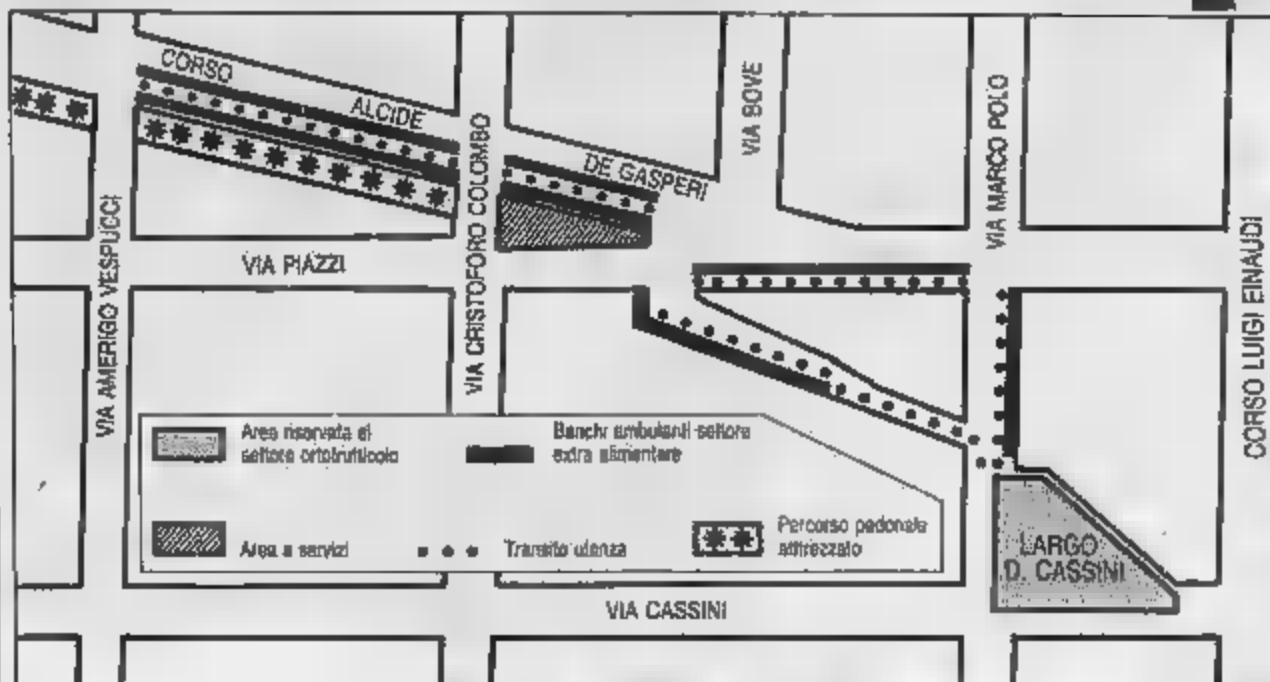 CORSO
ALCIDE
DE GASPERI
VIA BOVE
VIA MARCO POLO
CORSO LUIGI EINAUDI
VIA AMERIGO VESPUCCI
VIA CRISTOFORO COLOMBO
VIA PIAZZI
Area riservata al
settore ortofrutticolo
Banchi ambulanti settore
extra alimentare
Area a servizi
Transito utenza
Percorso pedonale
attrezzato
LARGO
D. CASSINI
VIA CASSINI